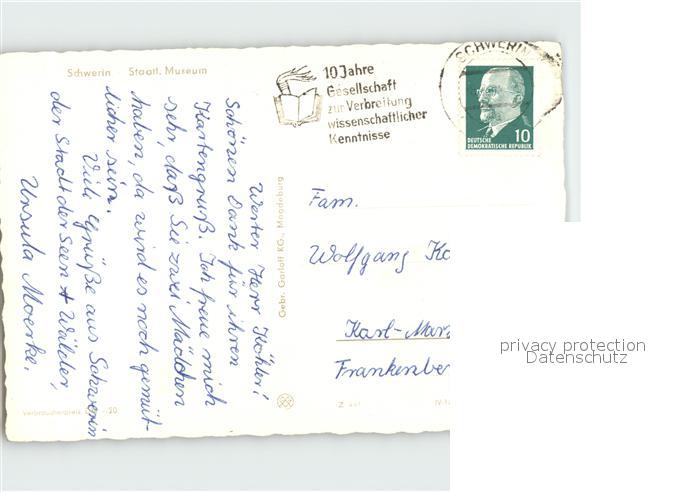 Schwerin Staatl. Museum
Werter Herr Köhler!
Schönen Dank für ihren
Kartengruß. Ich freue mich
sehr, daß Sie zwei Mädchen
haben, da wird es noch gemüt-
licher sein.
Viele Grüße aus Schwerin
der Stadt der Seen + Wälder,
Ursula Moerke.
Verbraucherpreis
Gebr. Garloff KG., Magdeburg
10 Jahre
Gesellschaft
zur Verbreitung
wissenschaftlicher
Kenntnisse
SCHWERIN
10
DEUTSCHE
DEMOKRATISCHE REPUBLIK
Fam.
Wolfgang Kö
Karl-Marx
Frankenber
privacy protection
Datenschutz